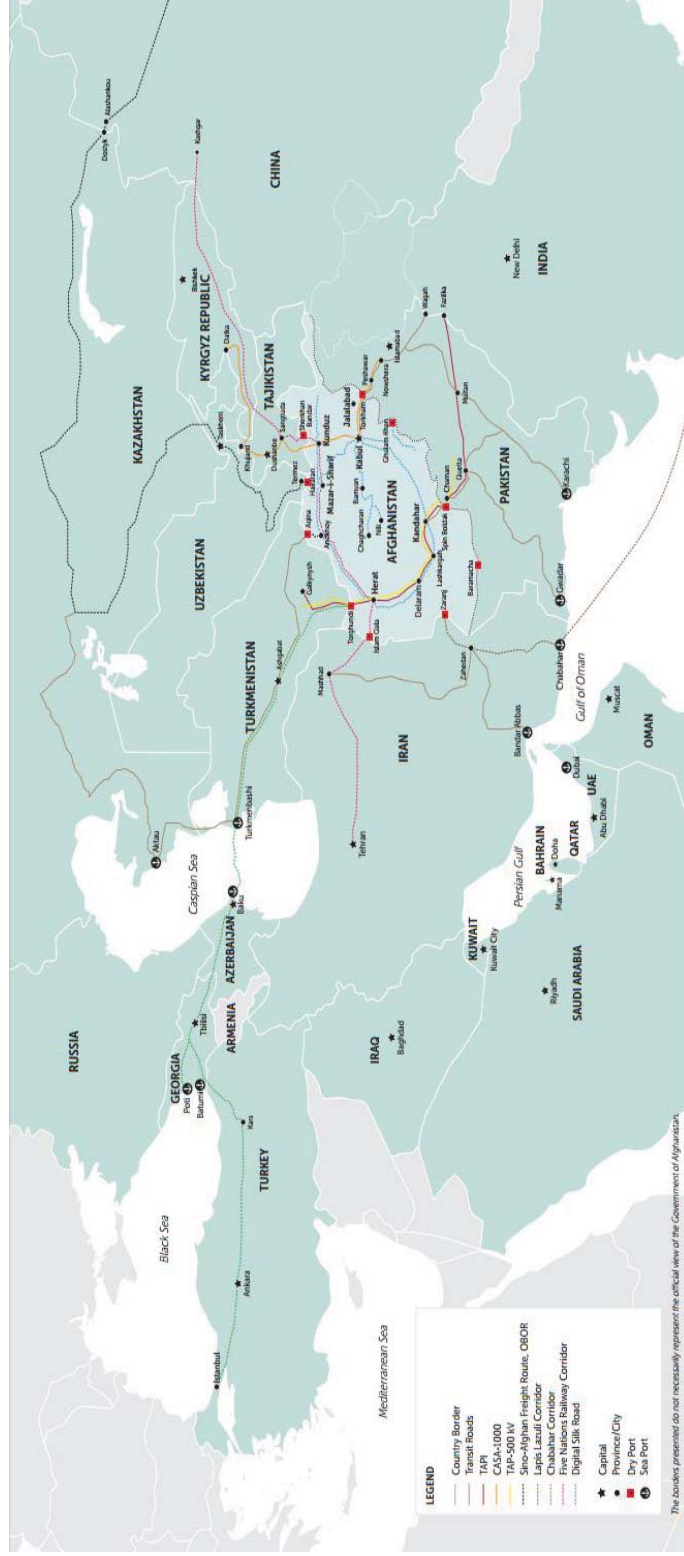 RUSSIA
KAZAKHSTAN
Dostyk
Alashankou
Black Sea
GEORGIA
Poti
Batumi
Tbilisi
Caspian Sea
Aktau
UZBEKISTAN
Tashkent
KYRGYZ REPUBLIC
Bishkek
Kashgar
Istanbul
Ankara
Kars
TURKEY
ARMENIA
AZERBAIJAN
Baku
Turkmenbashi
TURKMENISTAN
Ashgabat
Galkynysh
Khujand
Datka
TAJIKISTAN
Dushanbe
Sangtuda
CHINA
Aqina
Andkhoy
Termez
Hairatan
Mazar-i-Sharif
Sherkhan
Bandar
Kunduz
Torghundi
Herat
Islam Qala
Mashhad
Tehran
Chaghcharan
Bamyan
Nili
Kabul
Jalalabad
Torkham
Peshawar
Nowshera
Islamabad
Ghulam Khan
AFGHANISTAN
Delaram
Lashkargah
Kandahar
Zaranj
Spin Boldak
Chaman
Quetta
Multan
Wagah
Fazilka
Baramacha
Mediterranean Sea
IRAQ
Baghdad
IRAN
Zahedan
PAKISTAN
New Delhi
INDIA
KUWAIT
Kuwait City
Persian Gulf
Bandar Abbas
Chabahar
Gwadar
Karachi
Gulf of Oman
BAHRAIN
Manama
Doha
QATAR
Dubai
UAE
Abu Dhabi
Muscat
OMAN
Riyadh
SAUDI ARABIA
LEGEND
Country Border
Transit Roads
TAPI
CASA-1000
TAP-500 kV
Sino-Afghan Freight Route, OBOR
Lapis Lazuli Corridor
Chabahar Corridor
Five Nations Railway Corridor
Digital Silk Road
Capital
Province/City
Dry Port
Sea Port
The borders presented do not necessarily represent the official view of the Government of Afghanistan.